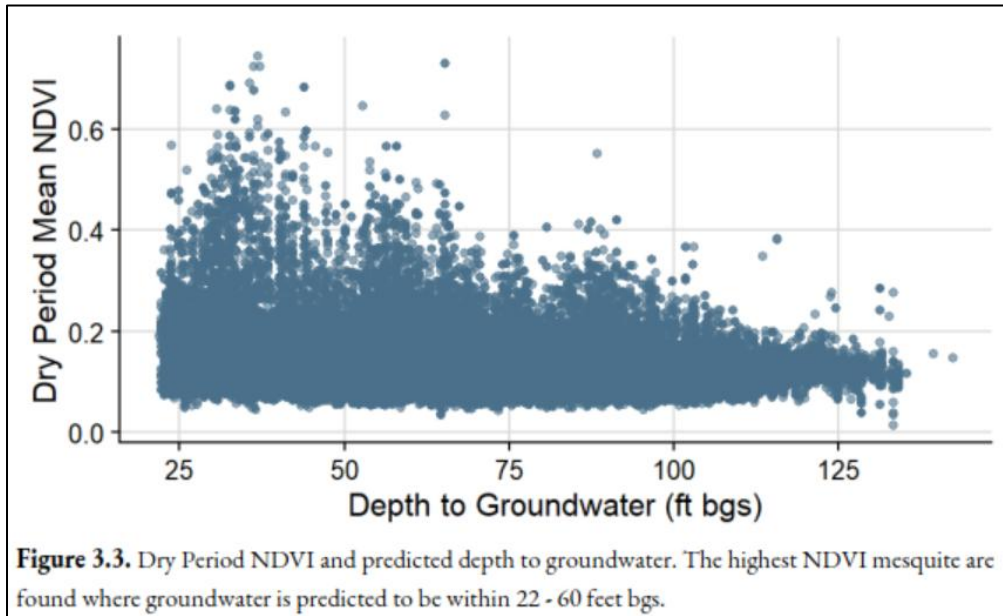 Dry Period Mean NDVI
0.6
0.4
0.2
0.0
25 50 75 100 125
Depth to Groundwater (ft bgs)
Figure 3.3. Dry Period NDVI and predicted depth to groundwater. The highest NDVI mesquite are
found where groundwater is predicted to be within 22 - 60 feet bgs.